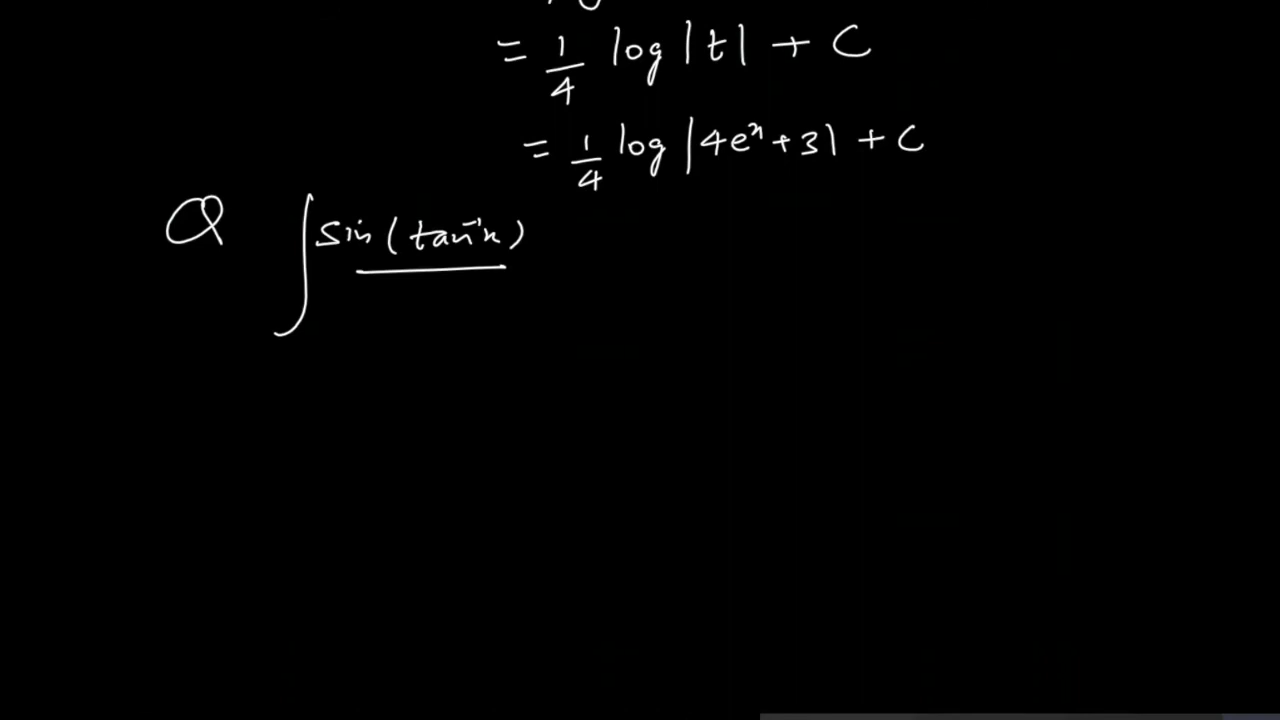 = 1/4 log |t| + C
= 1/4 log |4eˣ + 3| + C
Q ∫ sin (tan⁻¹x)